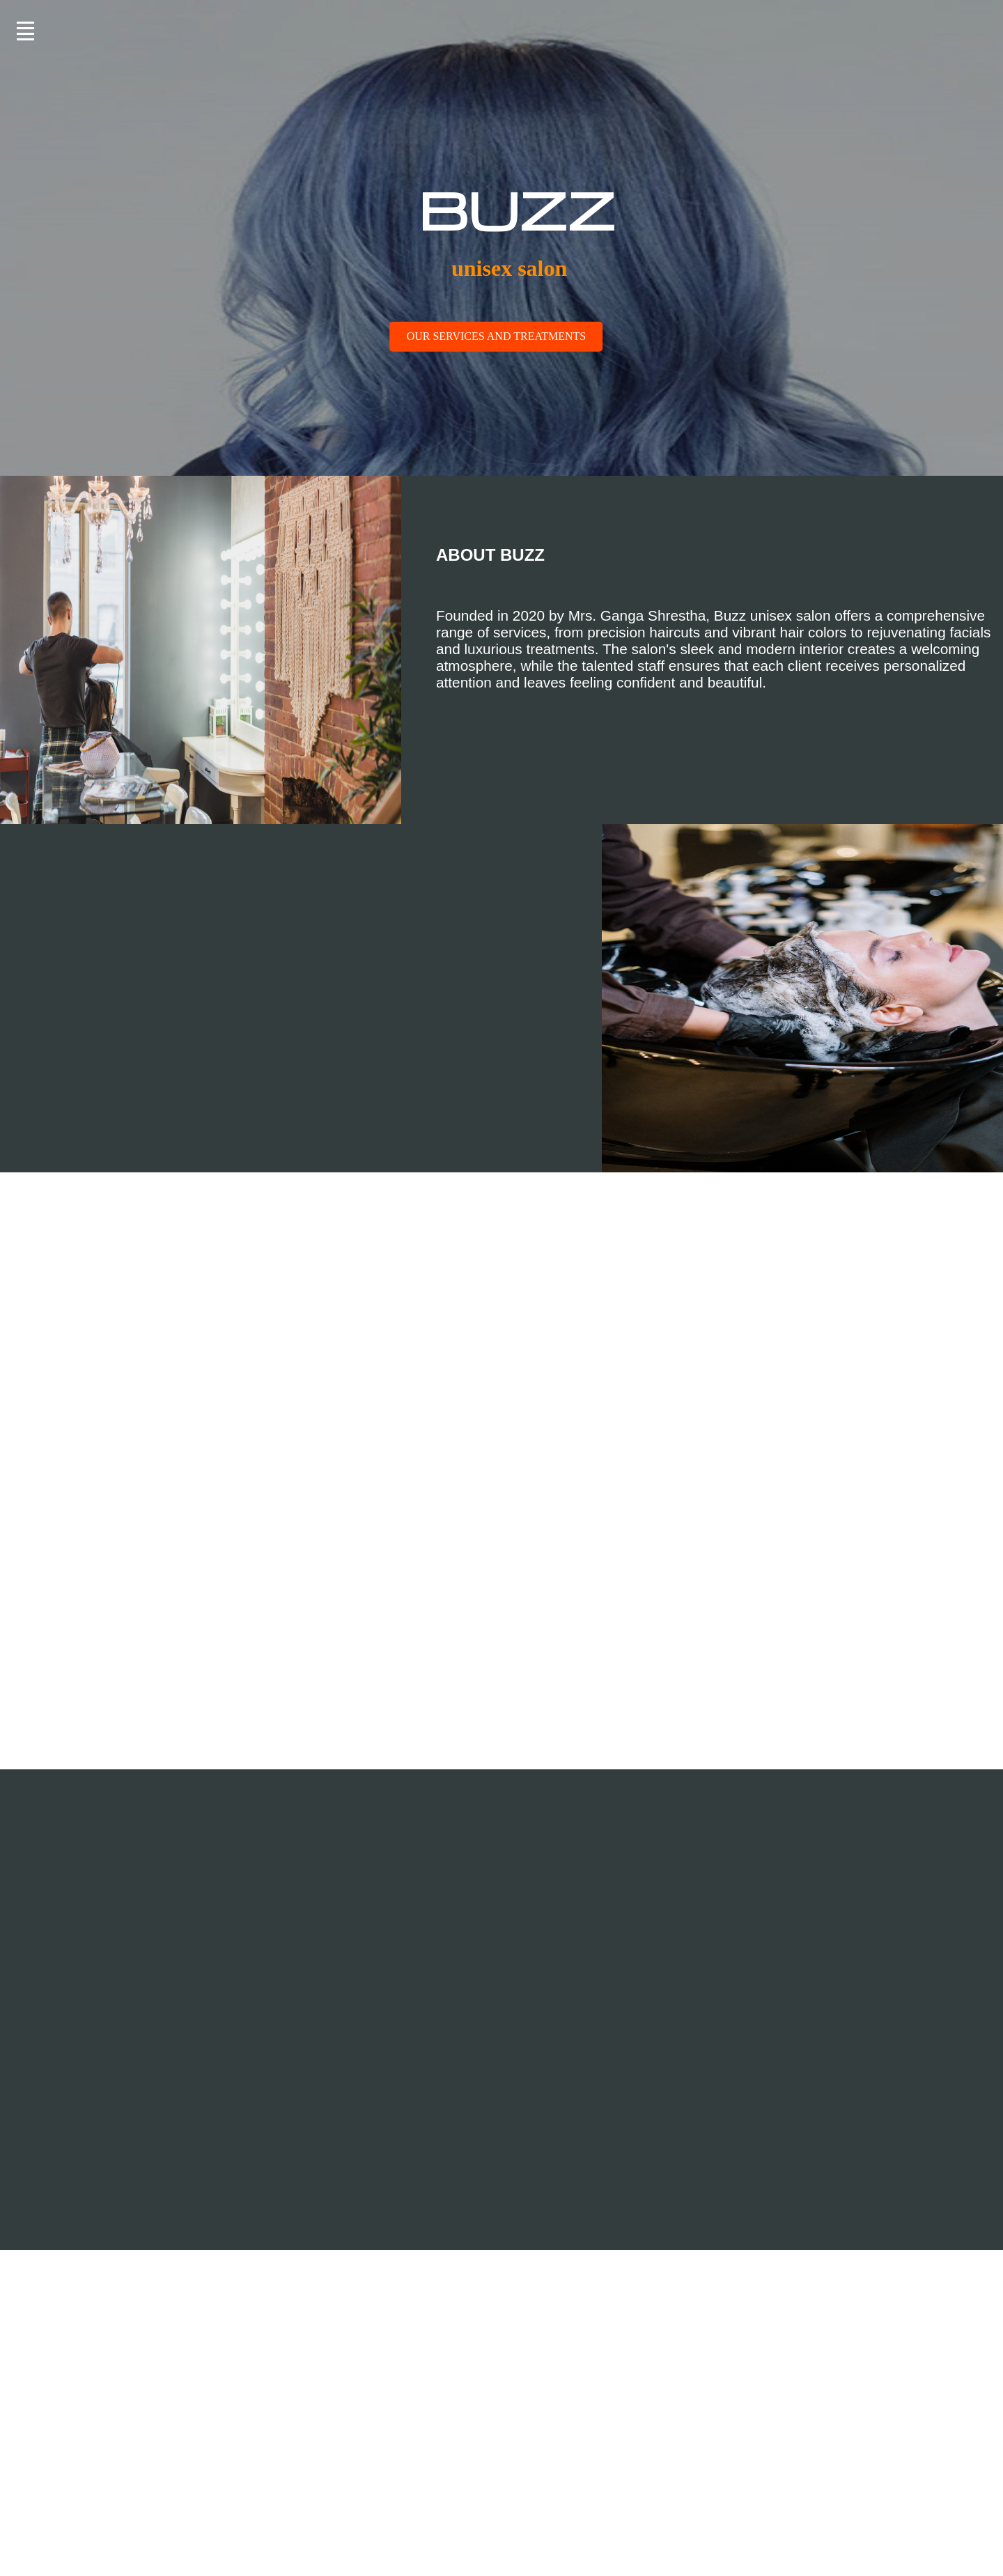 BUZZ
unisex salon
OUR SERVICES AND TREATMENTS
ABOUT BUZZ
Founded in 2020 by Mrs. Ganga Shrestha, Buzz unisex salon offers a comprehensive
range of services, from precision haircuts and vibrant hair colors to rejuvenating facials
and luxurious treatments. The salon's sleek and modern interior creates a welcoming
atmosphere, while the talented staff ensures that each client receives personalized
attention and leaves feeling confident and beautiful.